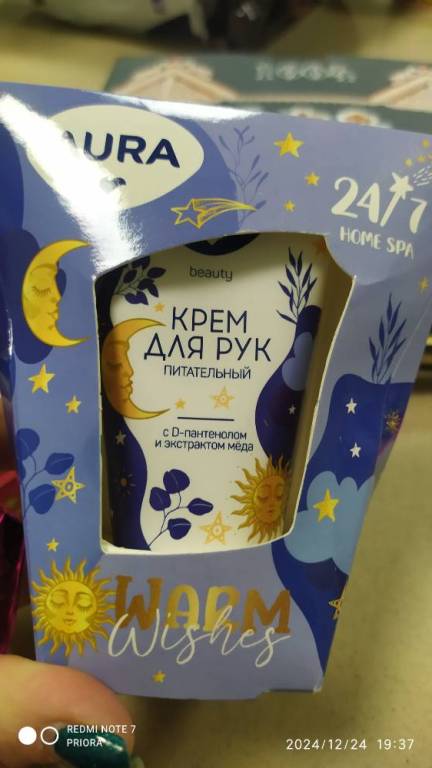 AURA
24/7
HOME SPA
beauty
КРЕМ
ДЛЯ РУК
ПИТАТЕЛЬНЫЙ
с D-пантенолом
и экстрактом мёда
WARM
Wishes
REDMI NOTE 7
PRIORA
2024/12/24 19:37